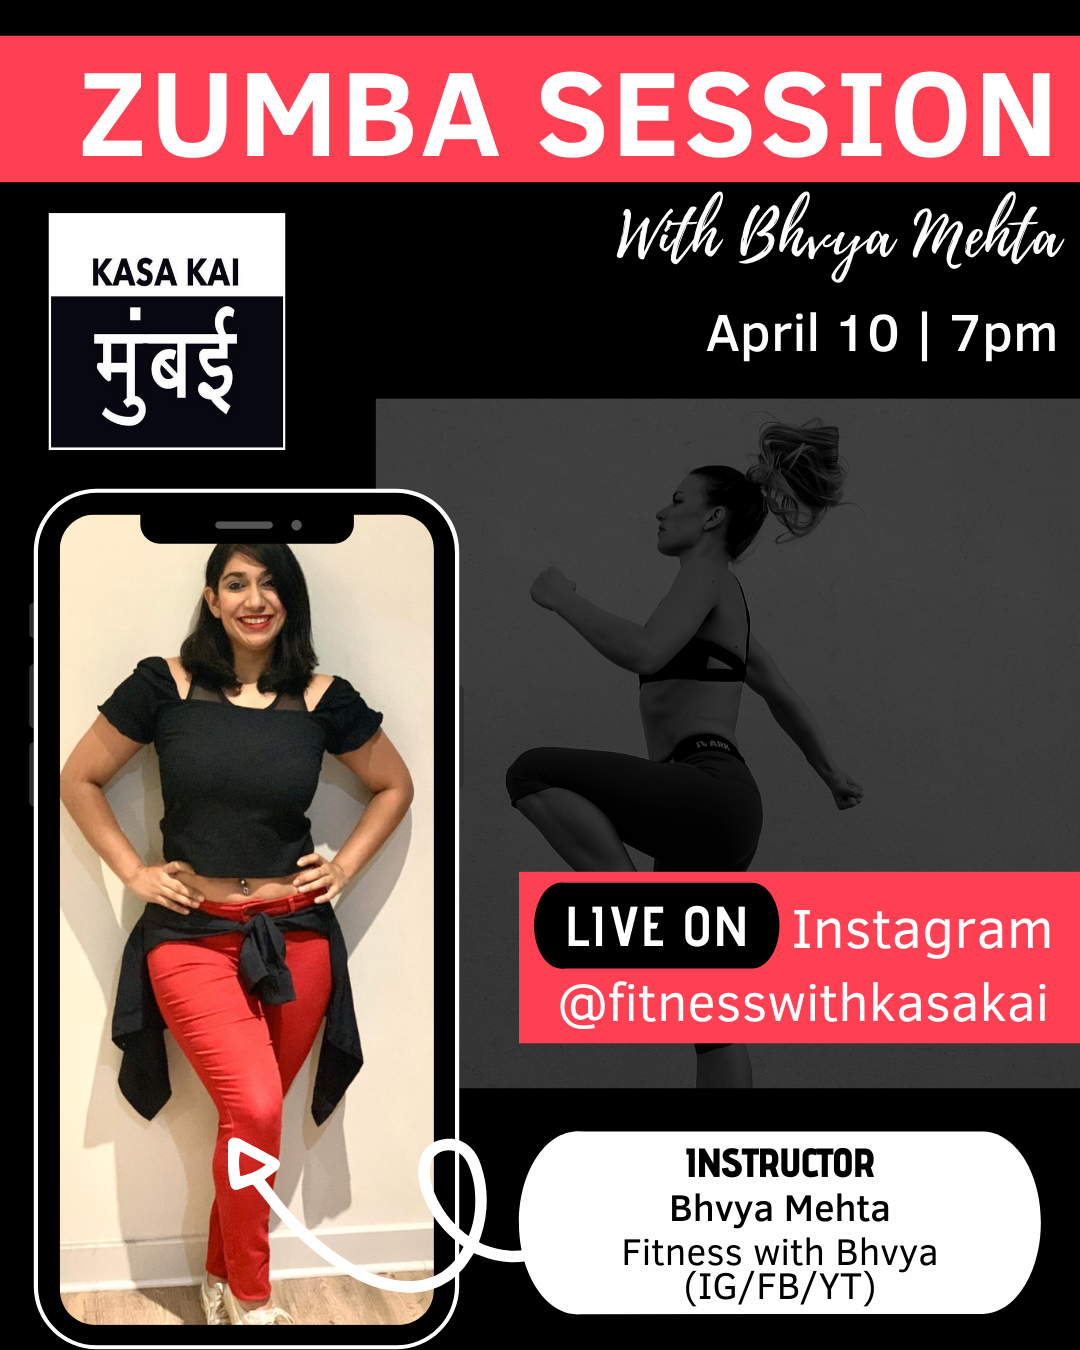 ZUMBA SESSION
With Bhvya Mehta
April 10 | 7pm
KASA KAI
मुंबई
LIVE ON Instagram
@fitnesswithkasakai
INSTRUCTOR
Bhvya Mehta
Fitness with Bhvya
(IG/FB/YT)